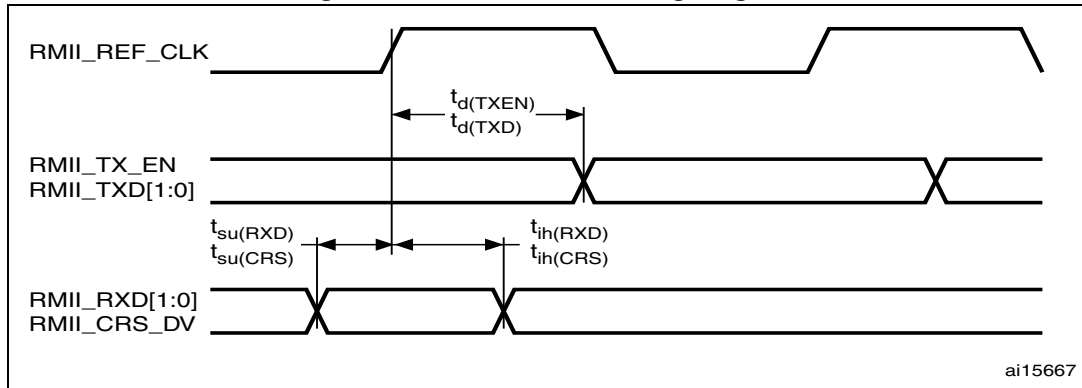 RMII_REF_CLK
td(TXEN)
td(TXD)
RMII_TX_EN
RMII_TXD[1:0]
tsu(RXD)
tsu(CRS)
tih(RXD)
tih(CRS)
RMII_RXD[1:0]
RMII_CRS_DV
ai15667